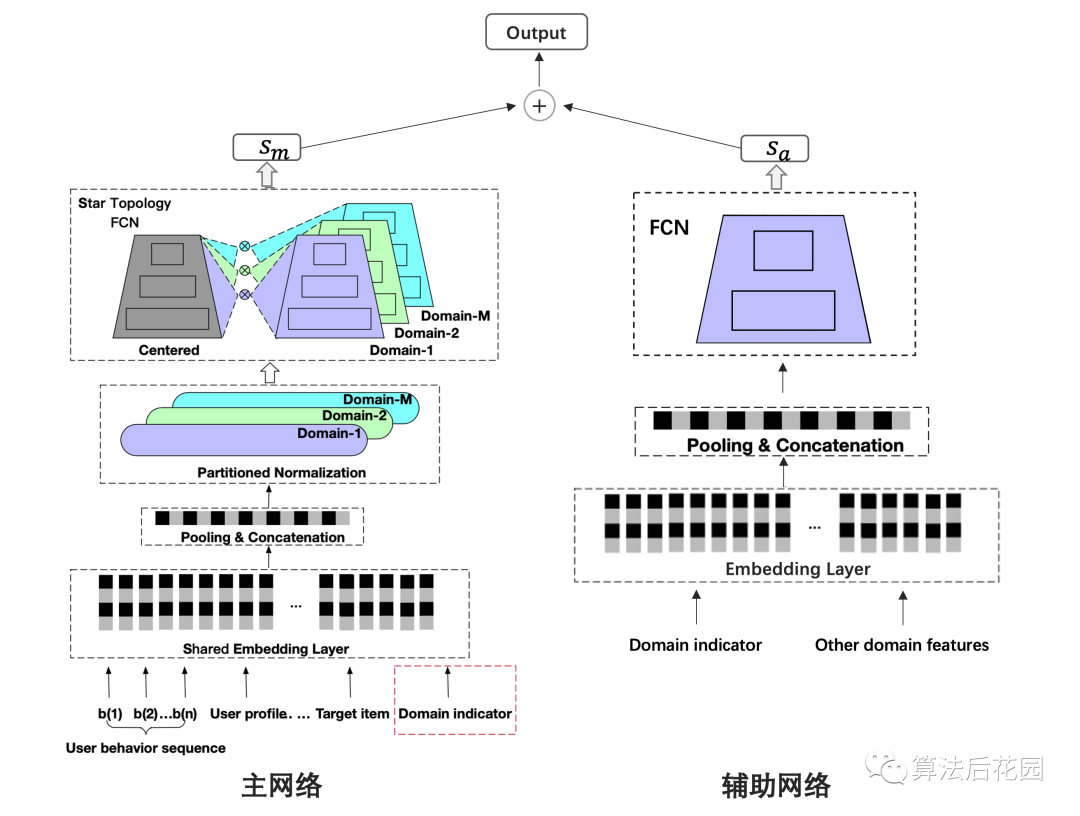 Output
+
Sm
Sa
Star Topology
FCN
Centered
Domain-M
Domain-2
Domain-1
FCN
Domain-M
Domain-2
Domain-1
Partitioned Normalization
Pooling & Concatenation
Pooling & Concatenation
...
Shared Embedding Layer
...
Embedding Layer
b(1) b(2)...b(n) User profile.. ... Target item Domain indicator
User behavior sequence
Domain indicator Other domain features
主网络
辅助网络
算法后花园